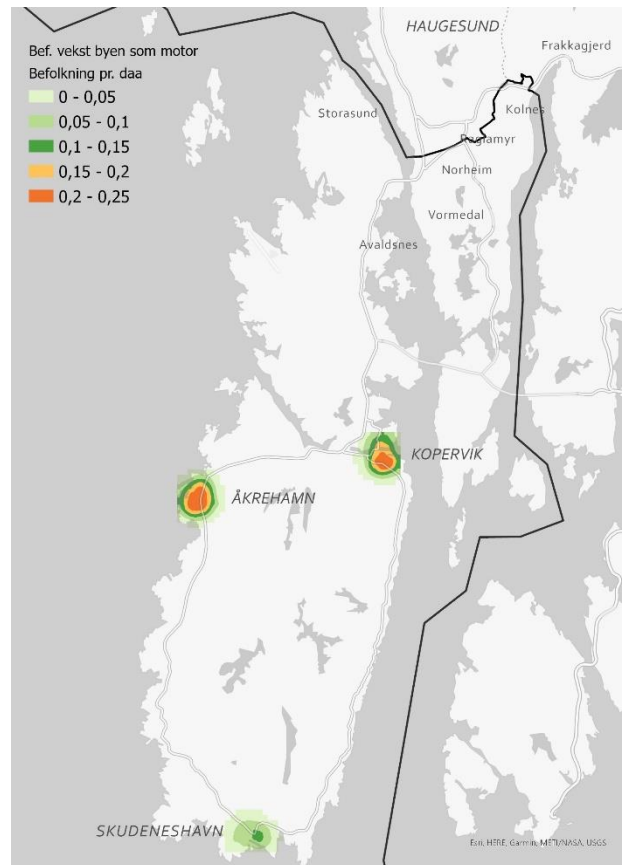 Bef. vekst byen som motor
Befolkning pr. daa
0 - 0,05
0,05 - 0,1
0,1 - 0,15
0,15 - 0,2
0,2 - 0,25
HAUGESUND
Frakkagjerd
Storasund
Kolnes
Raglamyr
Norheim
Vormedal
Avaldsnes
KOPERVIK
ÅKREHAMN
SKUDENESHAVN
Esri, HERE, Garmin, METI/NASA, USGS